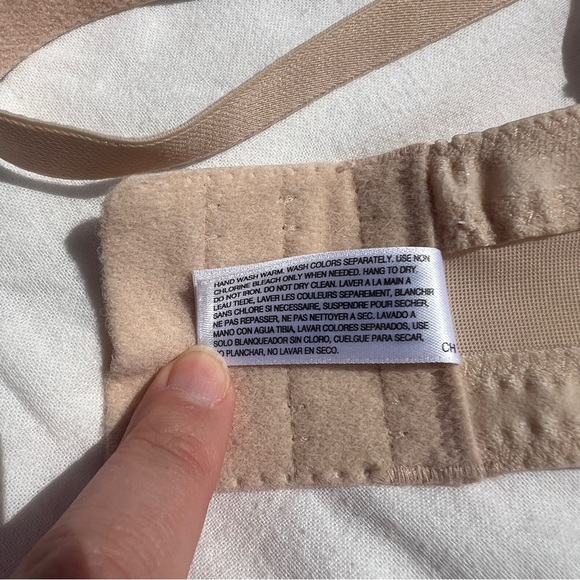 HAND WASH WARM. WASH COLORS SEPARATELY. USE NON
CHLORINE BLEACH ONLY WHEN NEEDED. HANG TO DRY.
DO NOT IRON. DO NOT DRY CLEAN. LAVER A LA MAIN A
LEAU TIEDE, LAVER LES COULEURS SEPAREMENT, BLANCHIR
SANS CHLORE SI NECESSAIRE, SUSPENDRE POUR SECHER,
NE PAS REPASSER, NE PAS NETTOYER A SEC. LAVADO A
MANO CON AGUA TIBIA, LAVAR COLORES SEPARADOS, USE
SOLO BLANQUEADOR SIN CLORO, CUELGUE PARA SECAR,
PLANCHAR, NO LAVAR EN SECO.
CH